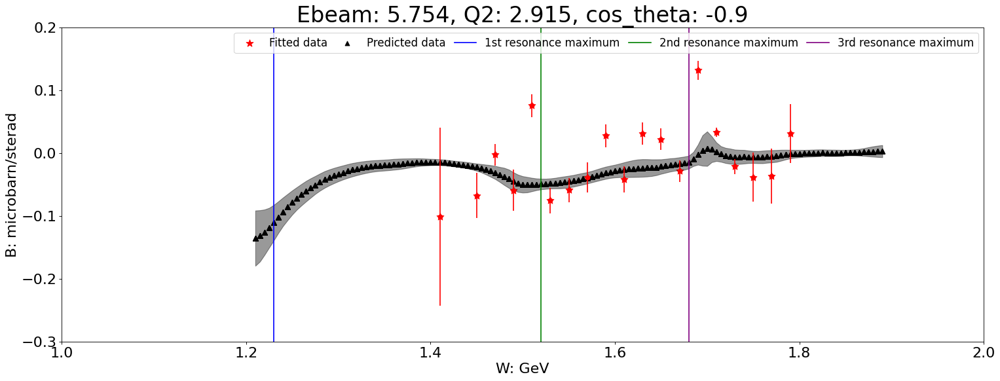 Ebeam: 5.754, Q2: 2.915, cos_theta: -0.9
Fitted data Predicted data 1st resonance maximum 2nd resonance maximum 3rd resonance maximum
B: microbarn/sterad
0.2
0.1
0.0
−0.1
−0.2
−0.3
1.0 1.2 1.4 1.6 1.8 2.0
W: GeV